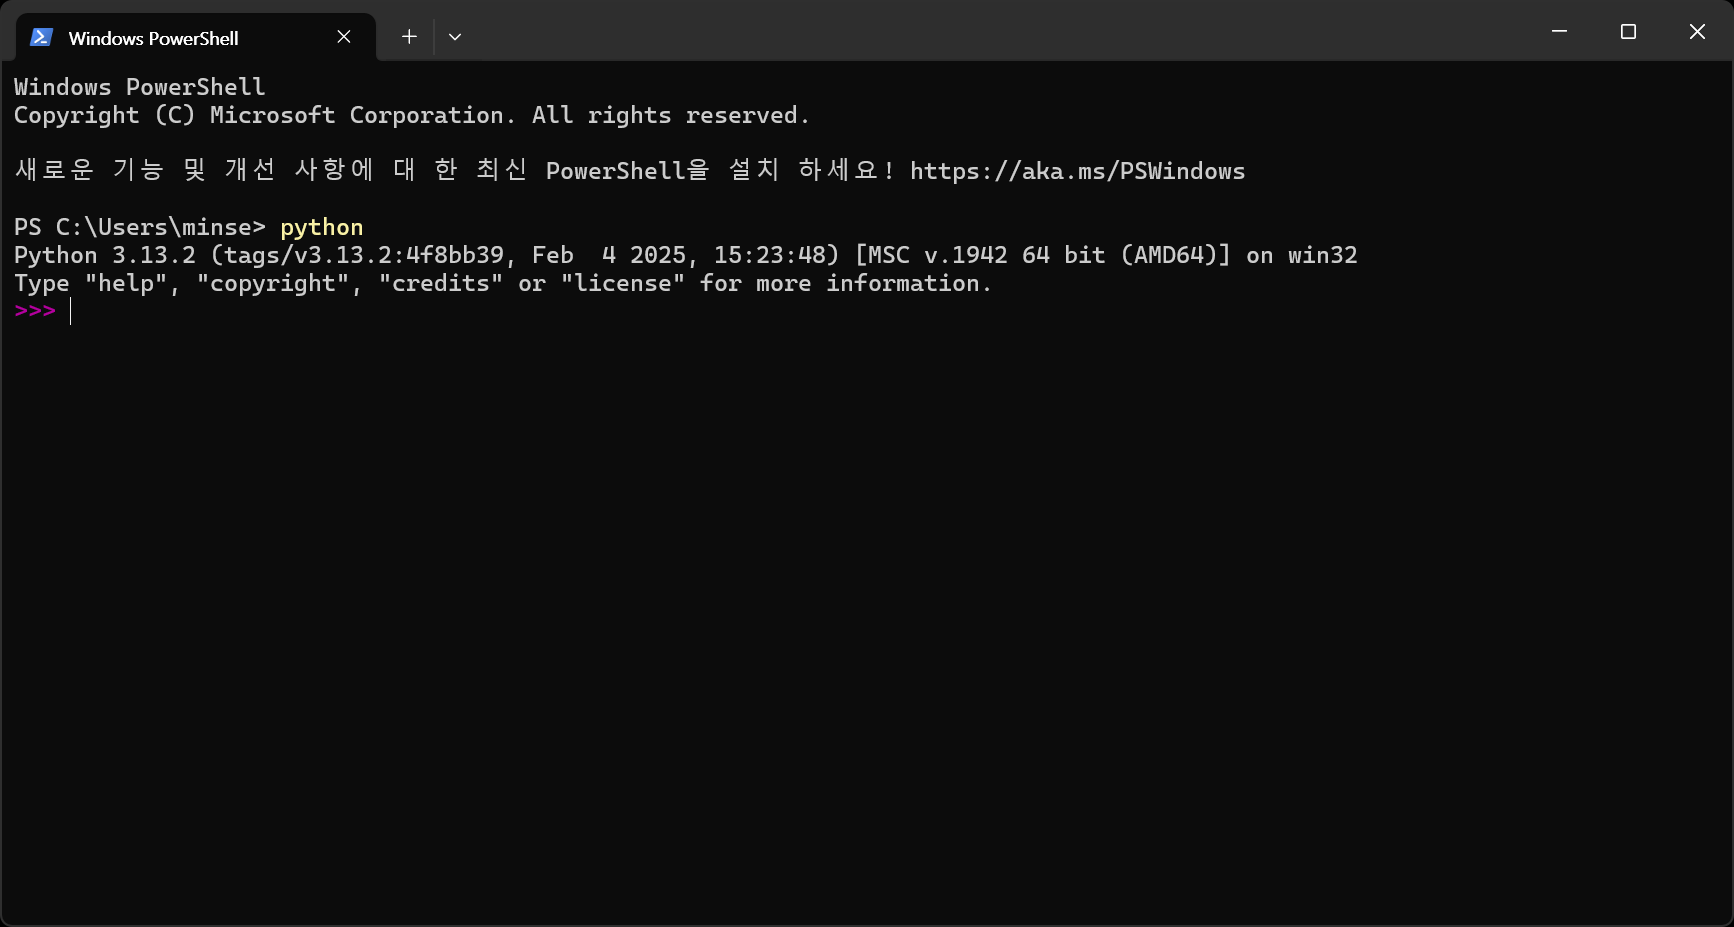 Windows PowerShell
Windows PowerShell
Copyright (C) Microsoft Corporation. All rights reserved.
새로운 기능 및 개선 사항에 대 한 최신 PowerShell을 설치 하세요! https://aka.ms/PSWindows
PS C:\Users\minse> python
Python 3.13.2 (tags/v3.13.2:4f8bb39, Feb  4 2025, 15:23:48) [MSC v.1942 64 bit (AMD64)] on win32
Type "help", "copyright", "credits" or "license" for more information.
>>>